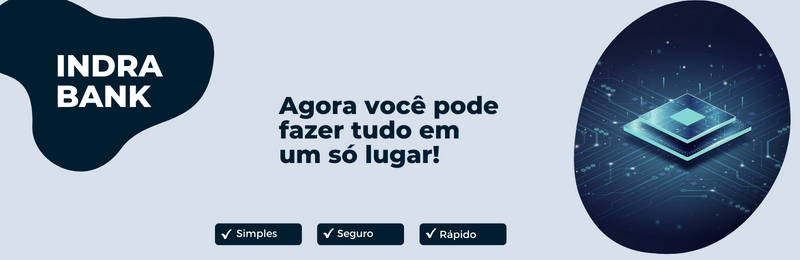 INDRA
BANK
Agora você pode
fazer tudo em
um só lugar!
Simples
Seguro
Rápido